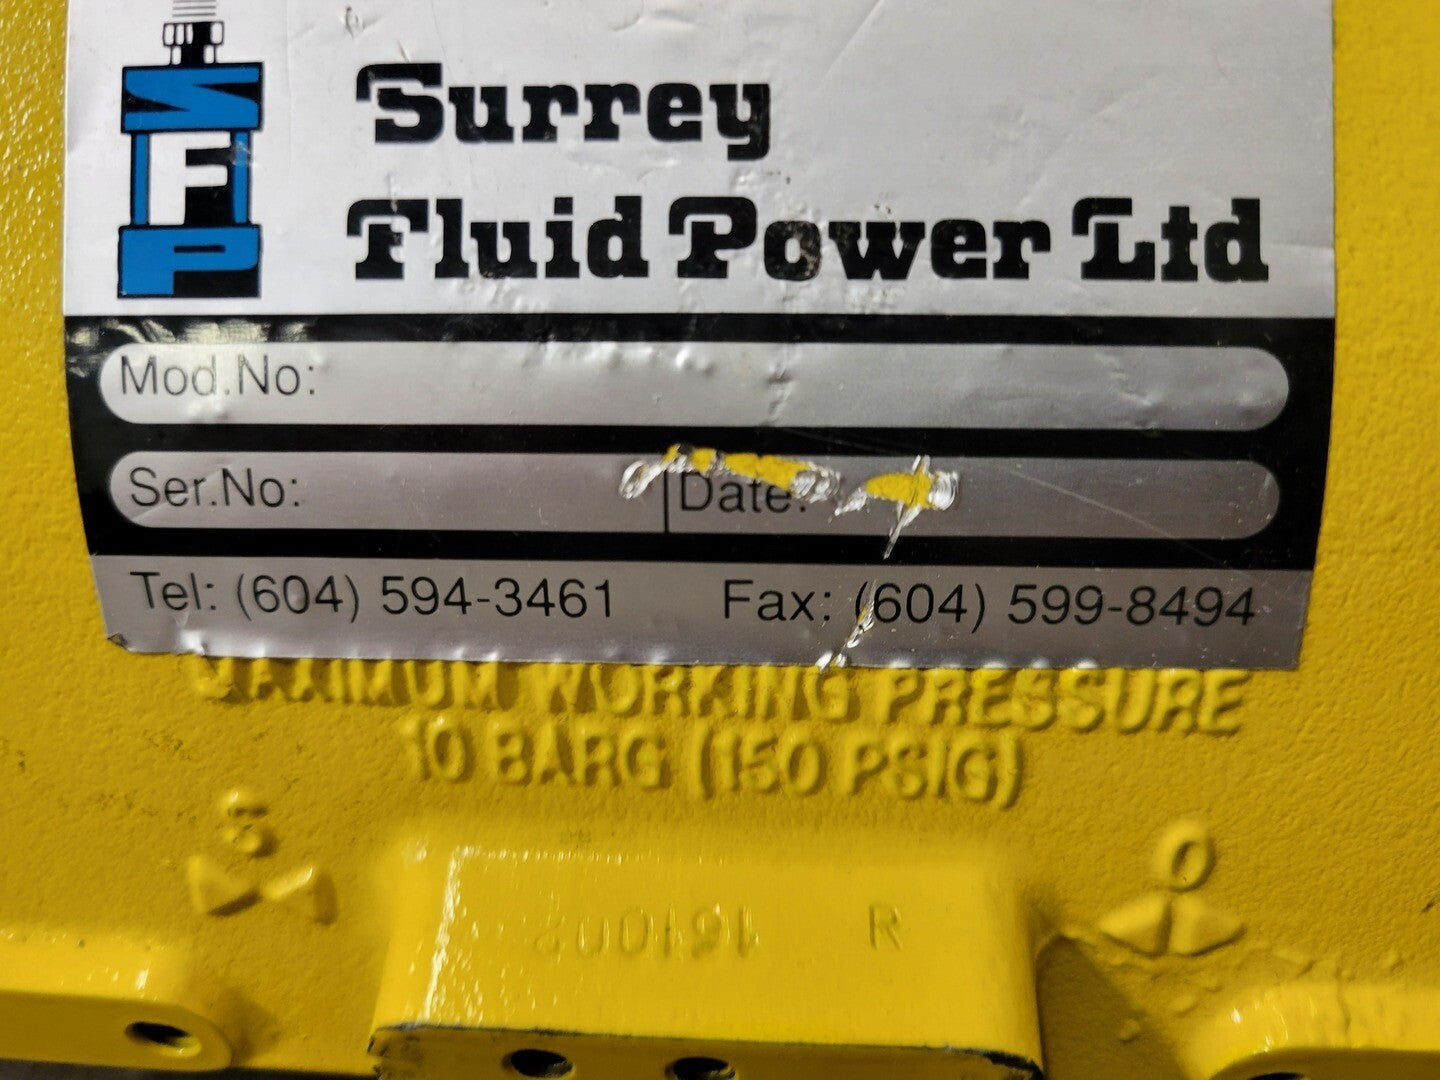 S
F
P
Surrey
Fluid Power Ltd
Mod.No:
Ser.No:
Date:
Tel: (604) 594-3461 Fax: (604) 599-8494
MAXIMUM WORKING PRESSURE
10 BARG (150 PSIG)
R